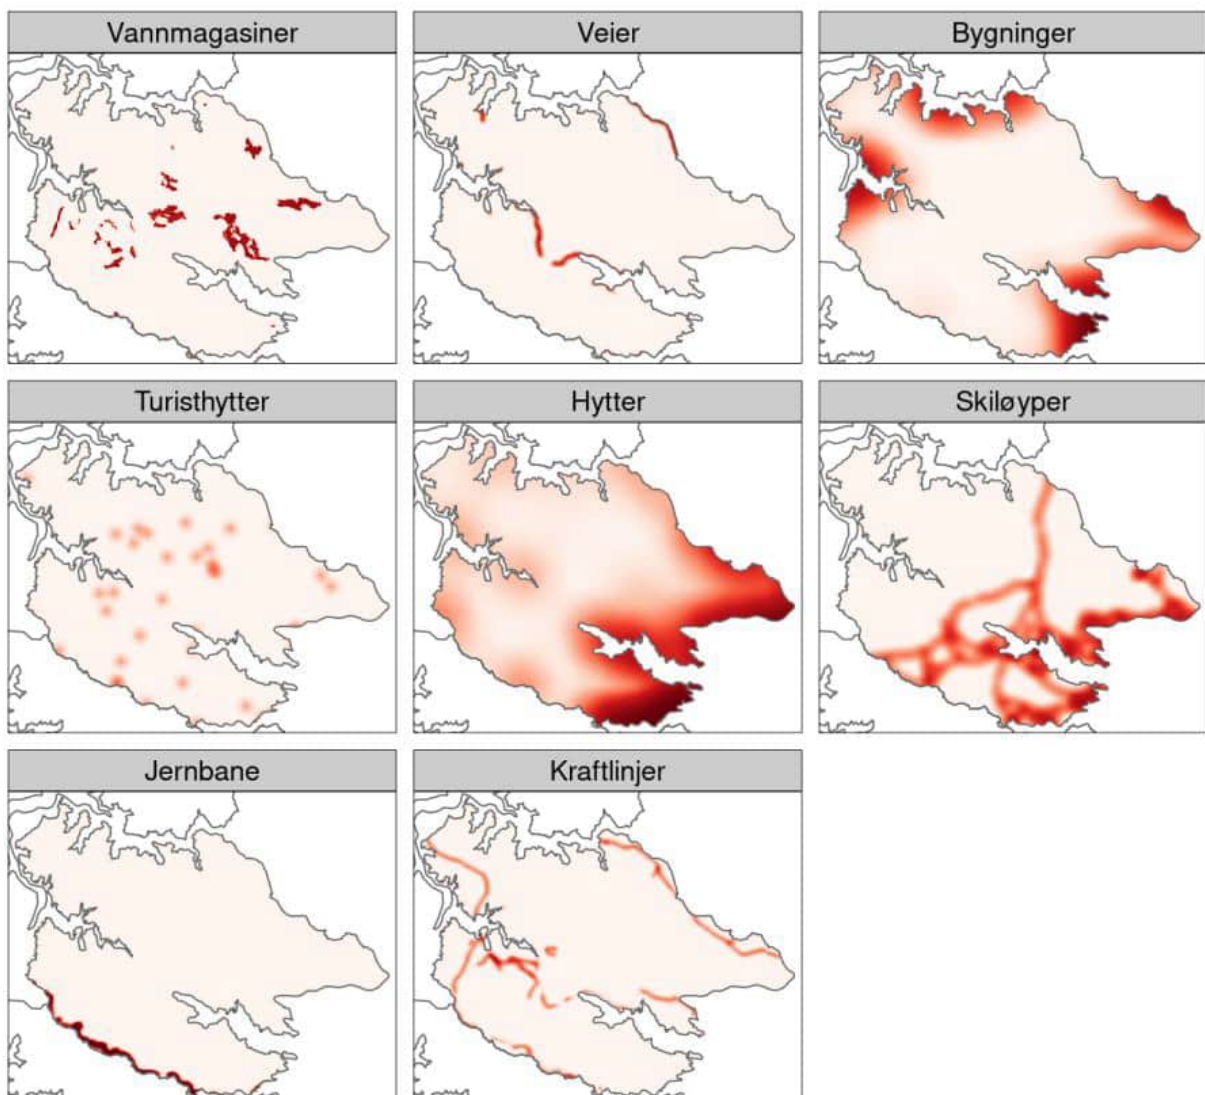 Vannmagasiner
Veier
Bygninger
Turisthytter
Hytter
Skiløyper
Jernbane
Kraftlinjer